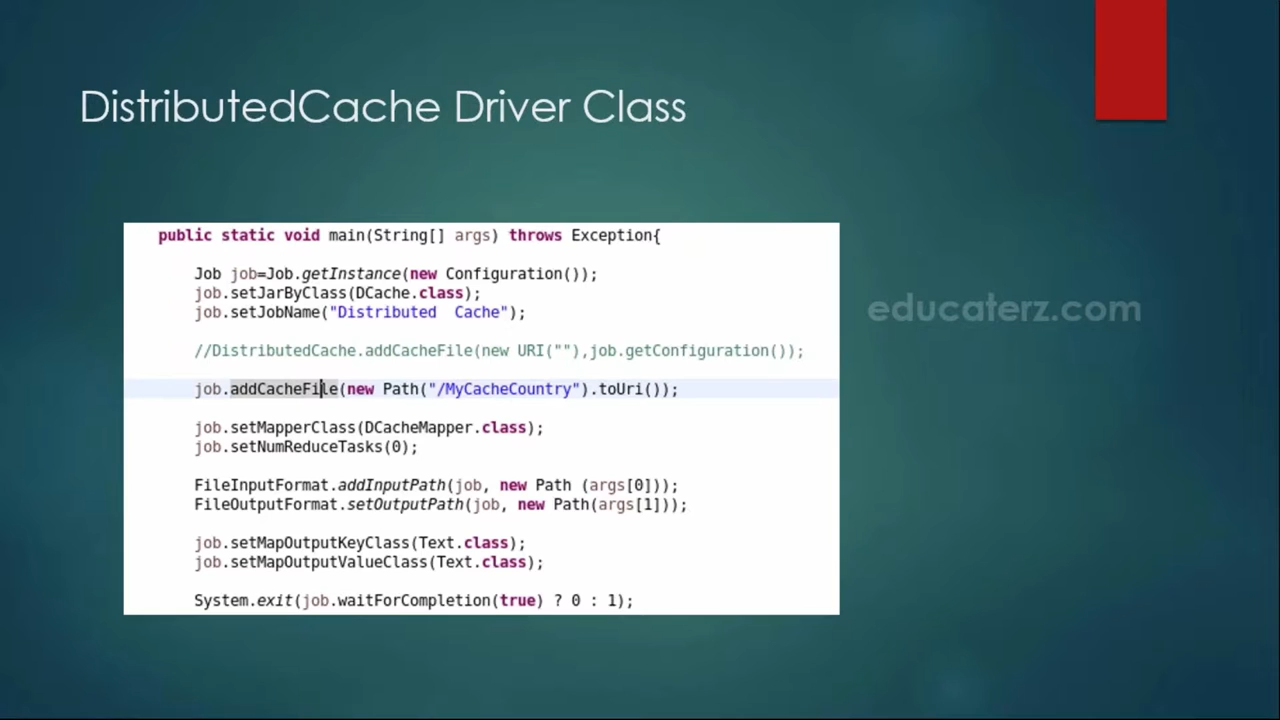 DistributedCache Driver Class
public static void main(String[] args) throws Exception{
Job job=Job.getInstance(new Configuration());
job.setJarByClass(DCache.class);
job.setJobName("Distributed  Cache");
//DistributedCache.addCacheFile(new URI(""),job.getConfiguration());
job.addCacheFile(new Path("/MyCacheCountry").toUri());
job.setMapperClass(DCacheMapper.class);
job.setNumReduceTasks(0);
FileInputFormat.addInputPath(job, new Path (args[0]));
FileOutputFormat.setOutputPath(job, new Path(args[1]));
job.setMapOutputKeyClass(Text.class);
job.setMapOutputValueClass(Text.class);
System.exit(job.waitForCompletion(true) ? 0 : 1);
educaterz.com